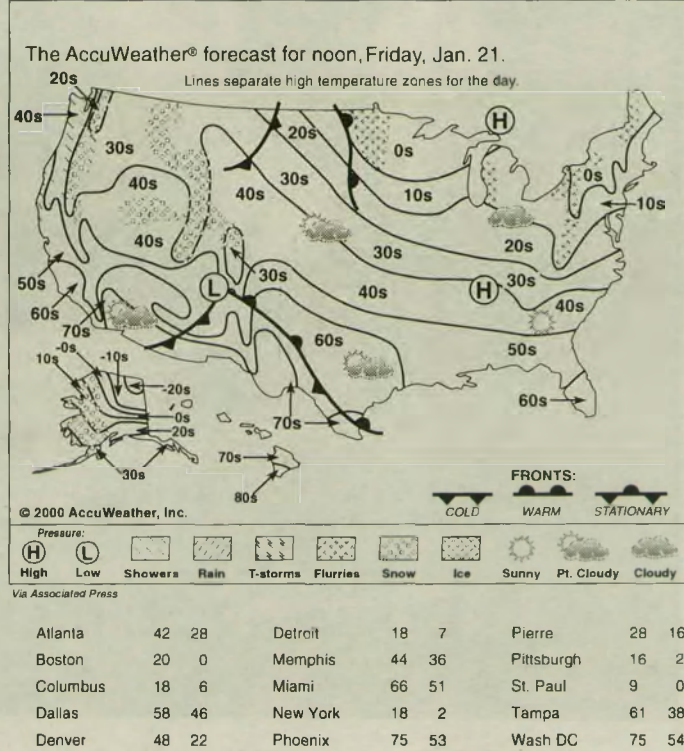 The AccuWeather® forecast for noon, Friday, Jan. 21.
Lines separate high temperature zones for the day.
20s
40s
30s
40s
40s
20s
30s
40s
0s
10s
H
0s
10s
20s
30s
30s
40s
H
40s
50s
60s
70s
L
30s
60s
50s
70s
60s
-0s
10s
-10s
-20s
0s
20s
30s
70s
80s
© 2000 AccuWeather, Inc.
FRONTS:
COLD WARM STATIONARY
Pressure:
H L
High Low Showers Rain T-storms Flurries Snow Ice Sunny Pt. Cloudy Cloudy
Via Associated Press
Atlanta 42 28 Detroit 18 7 Pierre 28 16
Boston 20 0 Memphis 44 36 Pittsburgh 16 2
Columbus 18 6 Miami 66 51 St. Paul 9 0
Dallas 58 46 New York 18 2 Tampa 61 38
Denver 48 22 Phoenix 75 53 Wash DC 75 54